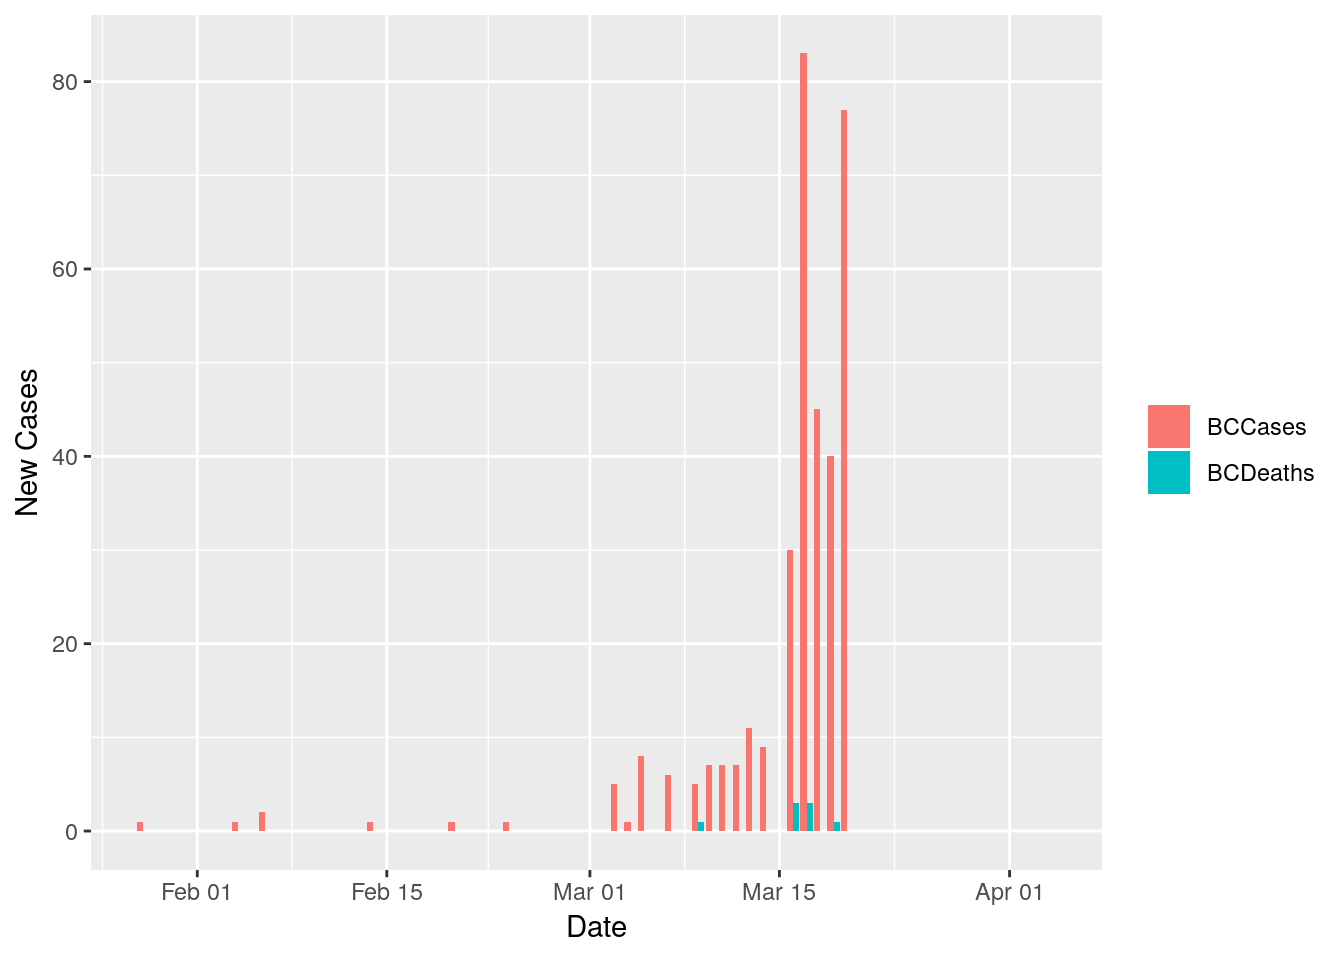 80
60
40
20
0
New Cases
Feb 01
Feb 15
Mar 01
Mar 15
Apr 01
Date
BCCases
BCDeaths